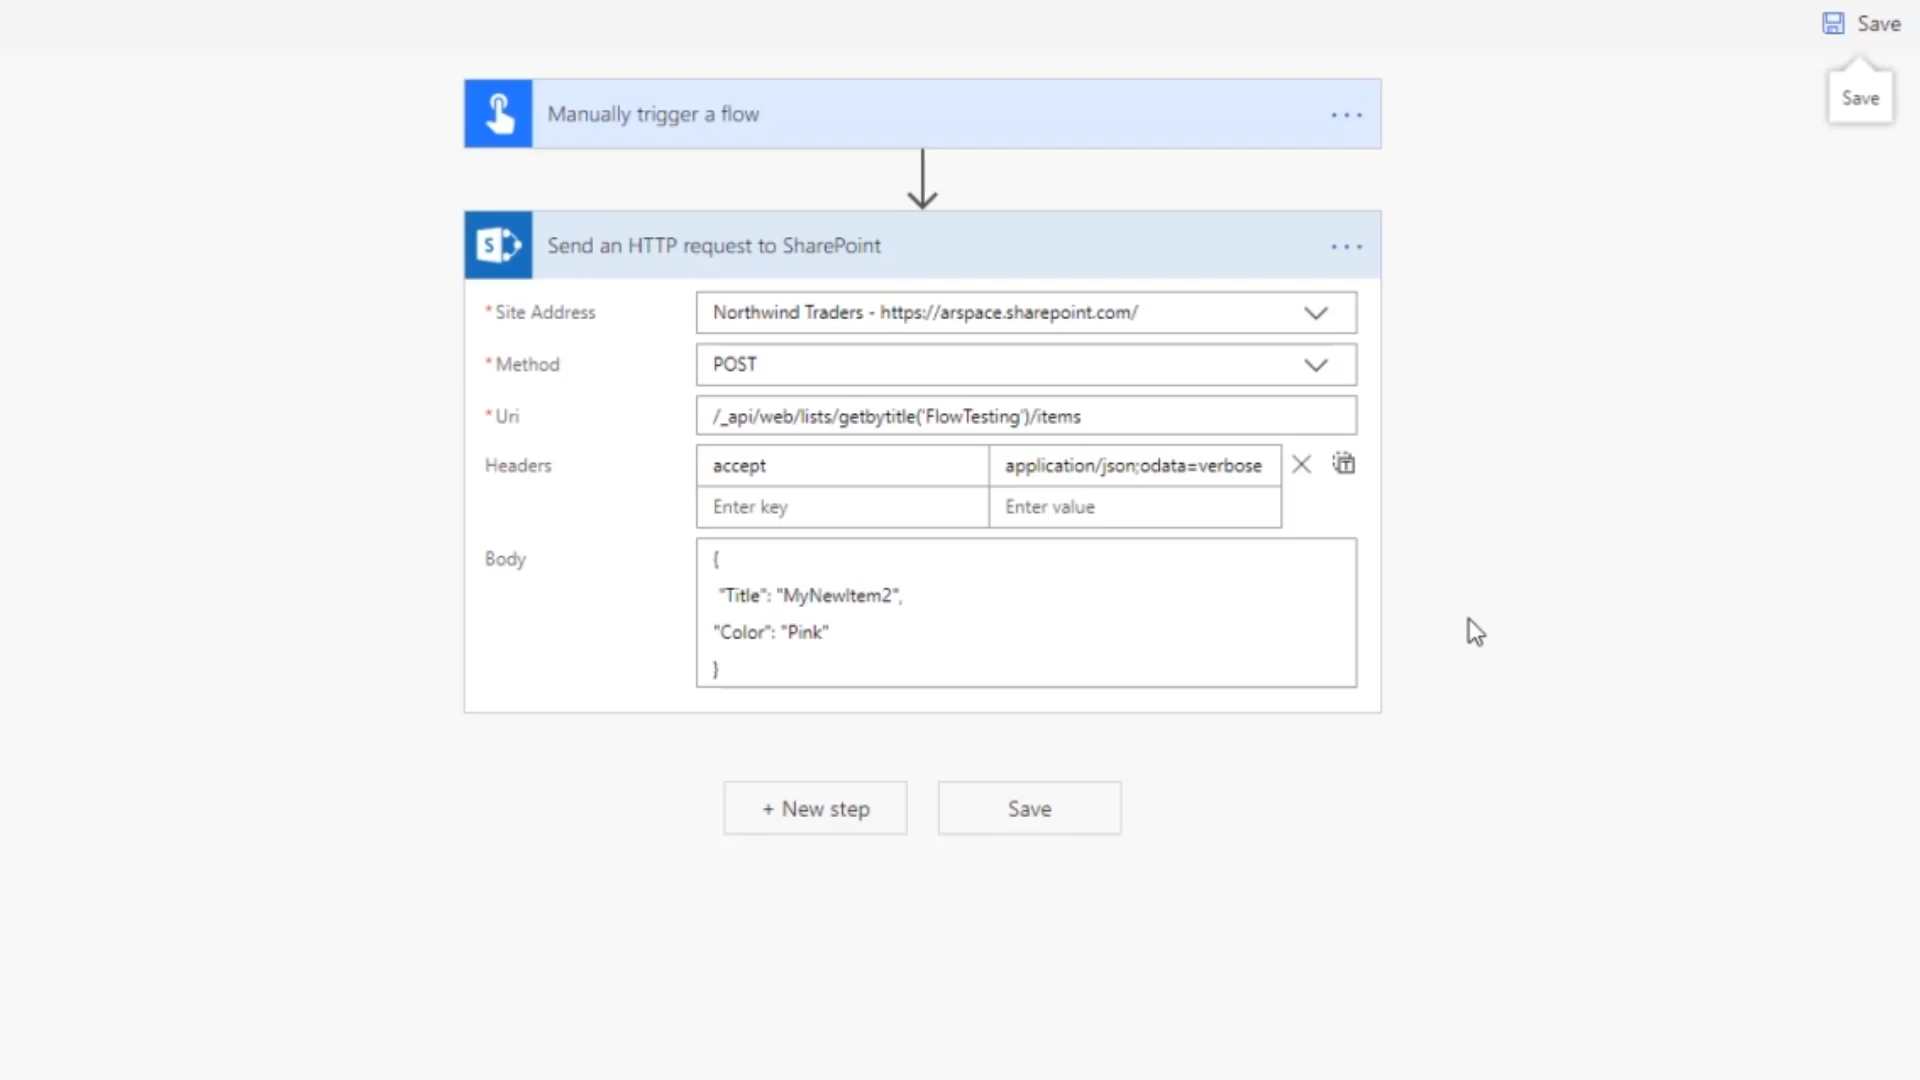 Save
Save
Manually trigger a flow
S
Send an HTTP request to SharePoint
* Site Address
Northwind Traders - https://arspace.sharepoint.com/
* Method
POST
* Uri
/_api/web/lists/getbytitle('FlowTesting')/items
Headers
accept
application/json;odata=verbose
Enter key
Enter value
Body
{
"Title": "MyNewItem2",
"Color": "Pink"
}
+ New step
Save